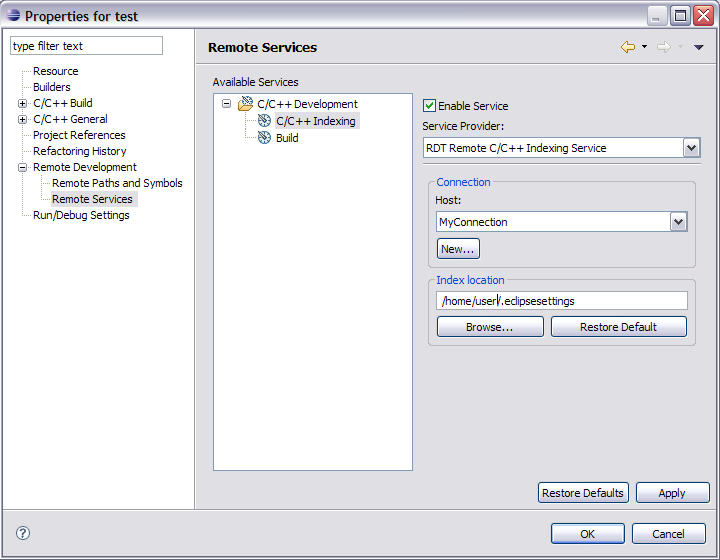 Properties for test
type filter text
Resource
Builders
C/C++ Build
C/C++ General
Project References
Refactoring History
Remote Development
Remote Paths and Symbols
Remote Services
Run/Debug Settings
Remote Services
Available Services
C/C++ Development
C/C++ Indexing
Build
Enable Service
Service Provider:
RDT Remote C/C++ Indexing Service
Connection
Host:
MyConnection
New...
Index location
/home/user/.eclipsesettings
Browse...
Restore Default
Restore Defaults
Apply
?
OK
Cancel